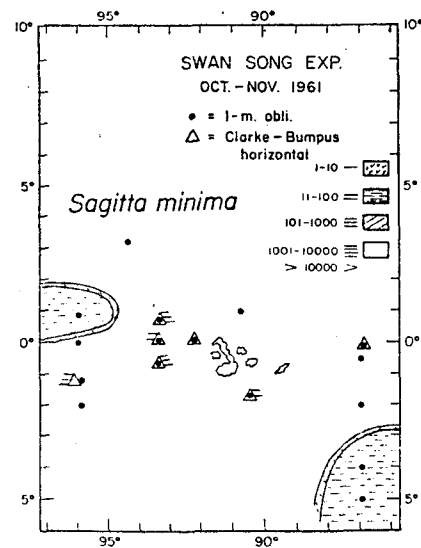 95°
90°
10°
10°
SWAN SONG EXP.
OCT.–NOV. 1961
• = 1-m. obli.
△ = Clarke-Bumpus
horizontal
1-10
11-100
101-1000
1001-10000
> 10000 >
5°
5°
Sagitta minima
0°
0°
5°
5°
95°
90°